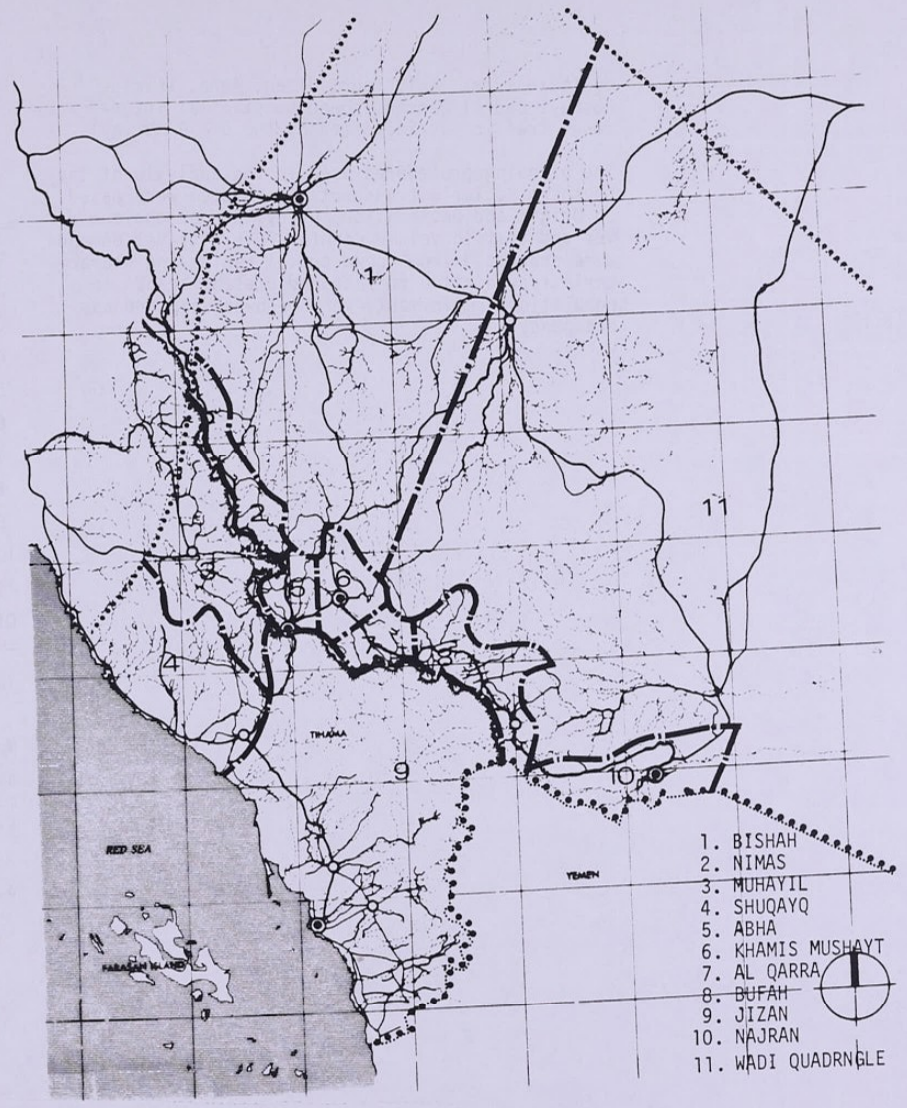 1
11
2
3
5
6
4
TIHAMA
9
10
RED SEA
YEMEN
FARASAN ISLAND
1. BISHAH
2. NIMAS
3. MUHAYIL
4. SHUQAYQ
5. ABHA
6. KHAMIS MUSHAYT
7. AL QARRA
8. BUFAH
9. JIZAN
10. NAJRAN
11. WADI QUADRNGLE